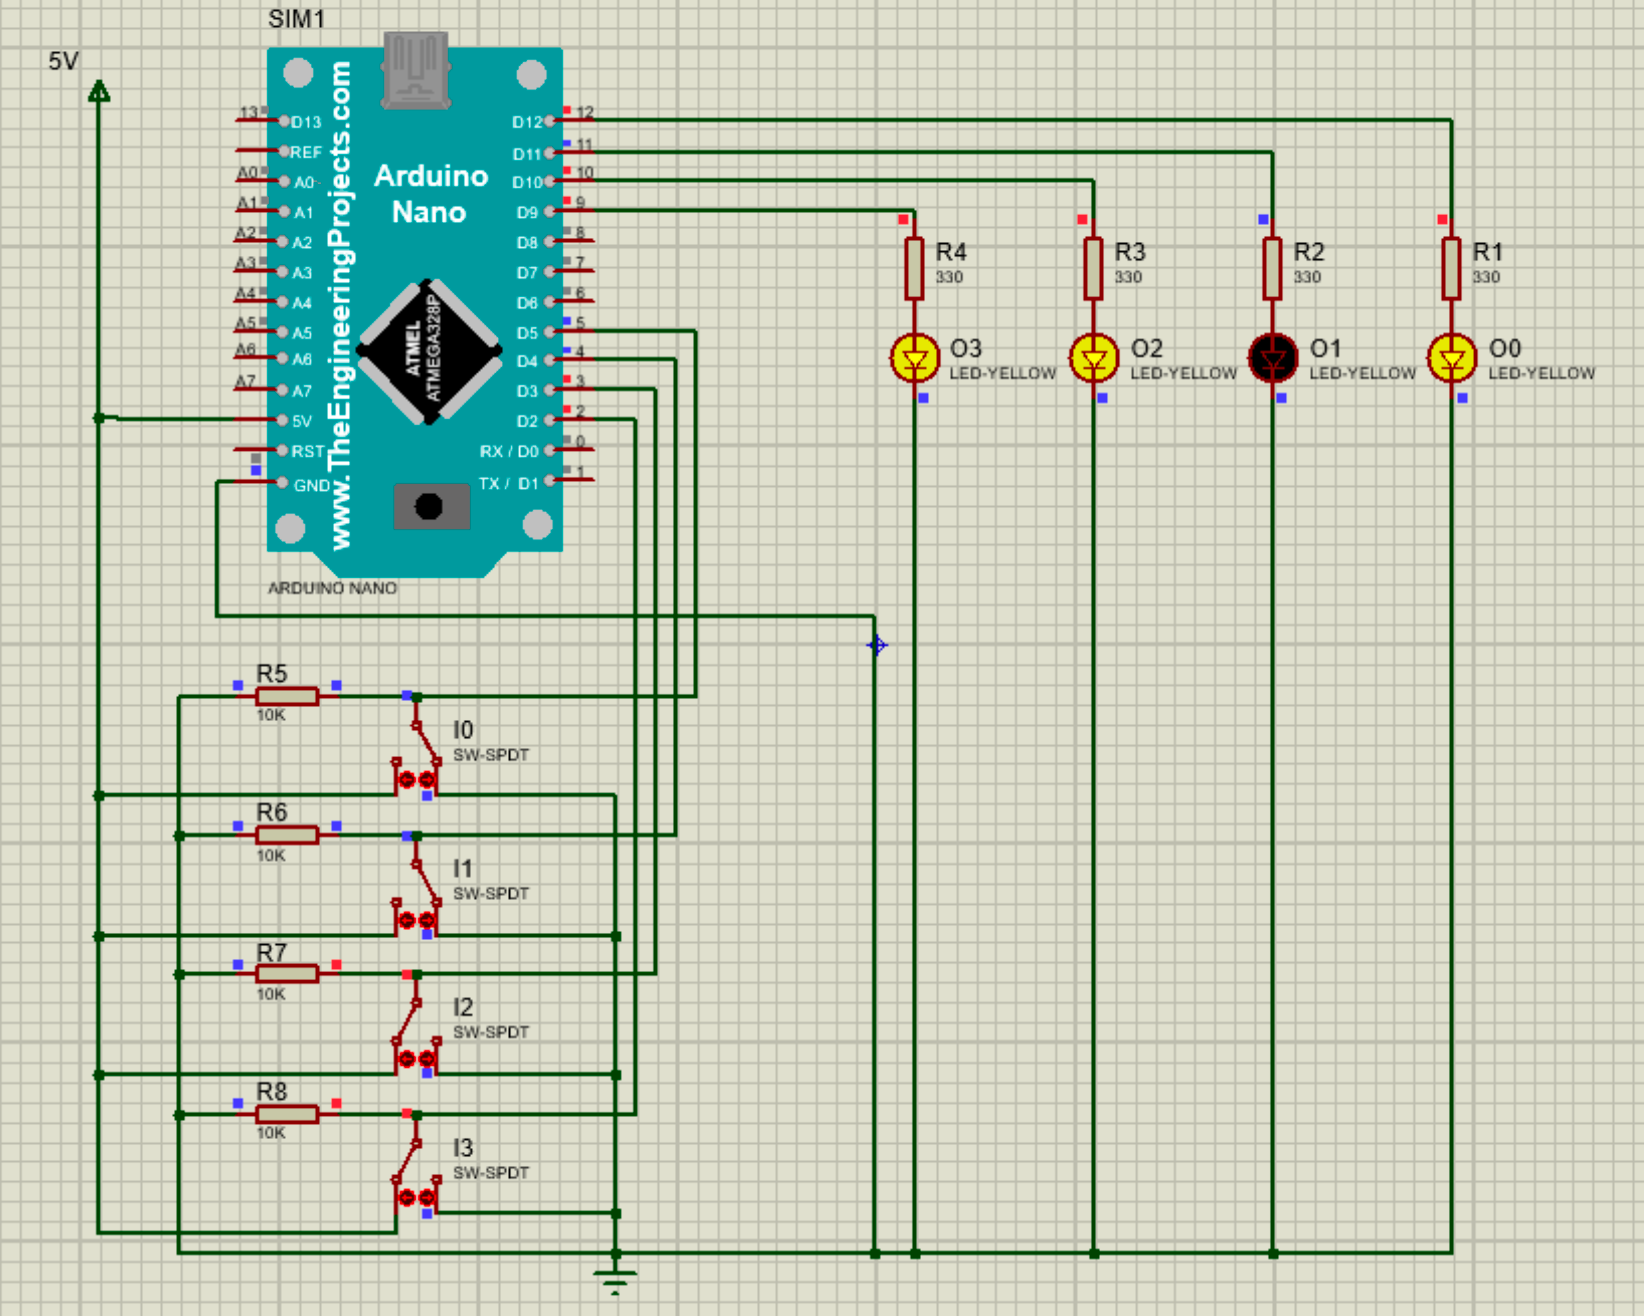 SIM1
5V
13
D13
REF
A0
A0
A1
A1
A2
A2
A3
A3
A4
A4
A5
A5
A6
A6
A7
A7
5V
RST
GND
www.TheEngineeringProjects.com
Arduino
Nano
ATMEL
ATMEGA328P
D12
12
D11
11
D10
10
D9
9
D8
8
D7
7
D6
6
D5
5
D4
4
D3
3
D2
2
RX / D0
0
TX / D1
1
ARDUINO NANO
R4
330
R3
330
R2
330
R1
330
O3
LED-YELLOW
O2
LED-YELLOW
O1
LED-YELLOW
O0
LED-YELLOW
R5
10K
I0
SW-SPDT
R6
10K
I1
SW-SPDT
R7
10K
I2
SW-SPDT
R8
10K
I3
SW-SPDT